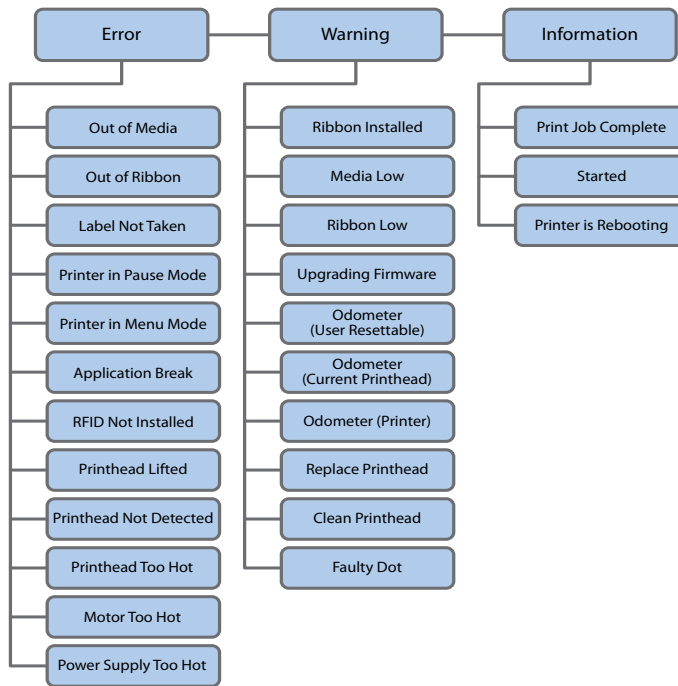 Error
Warning
Information
Out of Media
Out of Ribbon
Label Not Taken
Printer in Pause Mode
Printer in Menu Mode
Application Break
RFID Not Installed
Printhead Lifted
Printhead Not Detected
Printhead Too Hot
Motor Too Hot
Power Supply Too Hot
Ribbon Installed
Media Low
Ribbon Low
Upgrading Firmware
Odometer
(User Resettable)
Odometer
(Current Printhead)
Odometer (Printer)
Replace Printhead
Clean Printhead
Faulty Dot
Print Job Complete
Started
Printer is Rebooting